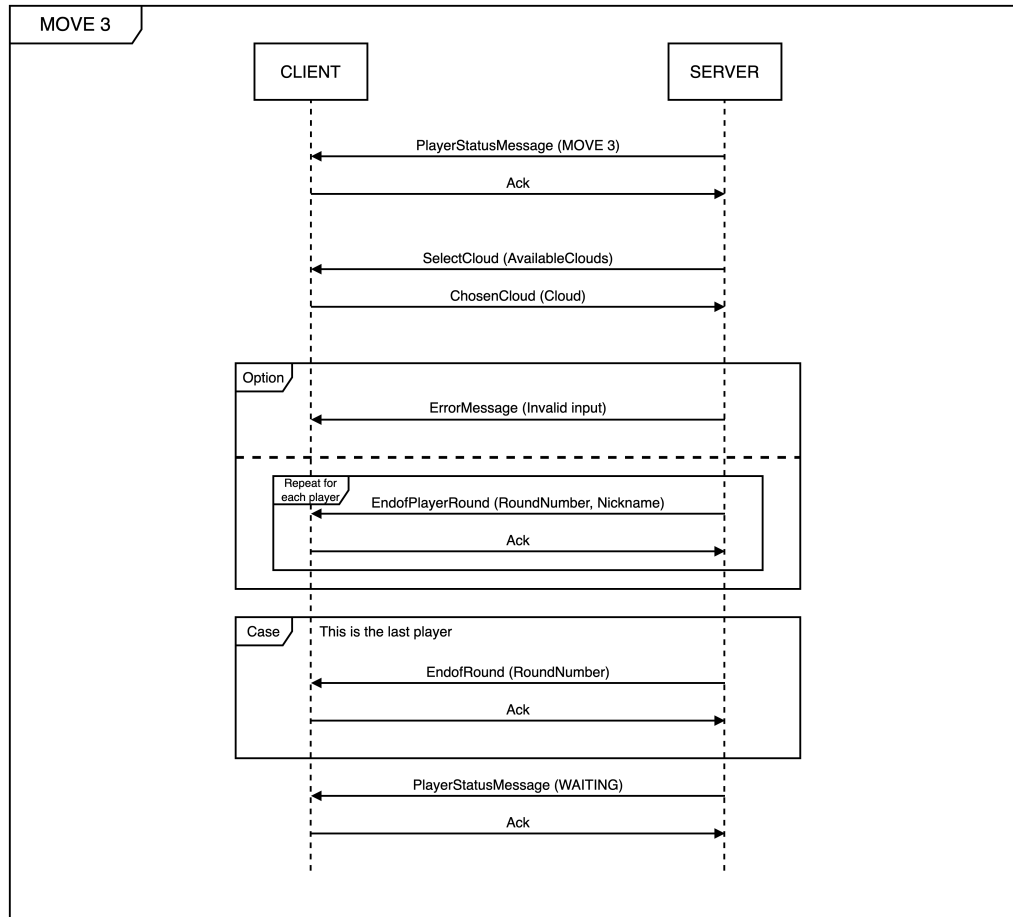 MOVE 3
CLIENT
SERVER
PlayerStatusMessage (MOVE 3)
Ack
SelectCloud (AvailableClouds)
ChosenCloud (Cloud)
Option
ErrorMessage (Invalid input)
Repeat for
each player
EndofPlayerRound (RoundNumber, Nickname)
Ack
Case
This is the last player
EndofRound (RoundNumber)
Ack
PlayerStatusMessage (WAITING)
Ack